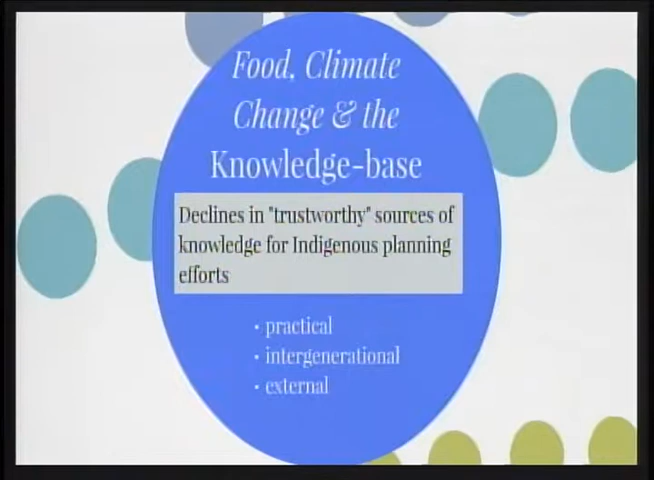 Food, Climate
Change & the
Knowledge-base
Declines in "trustworthy" sources of
knowledge for Indigenous planning
efforts
• practical
• intergenerational
• external